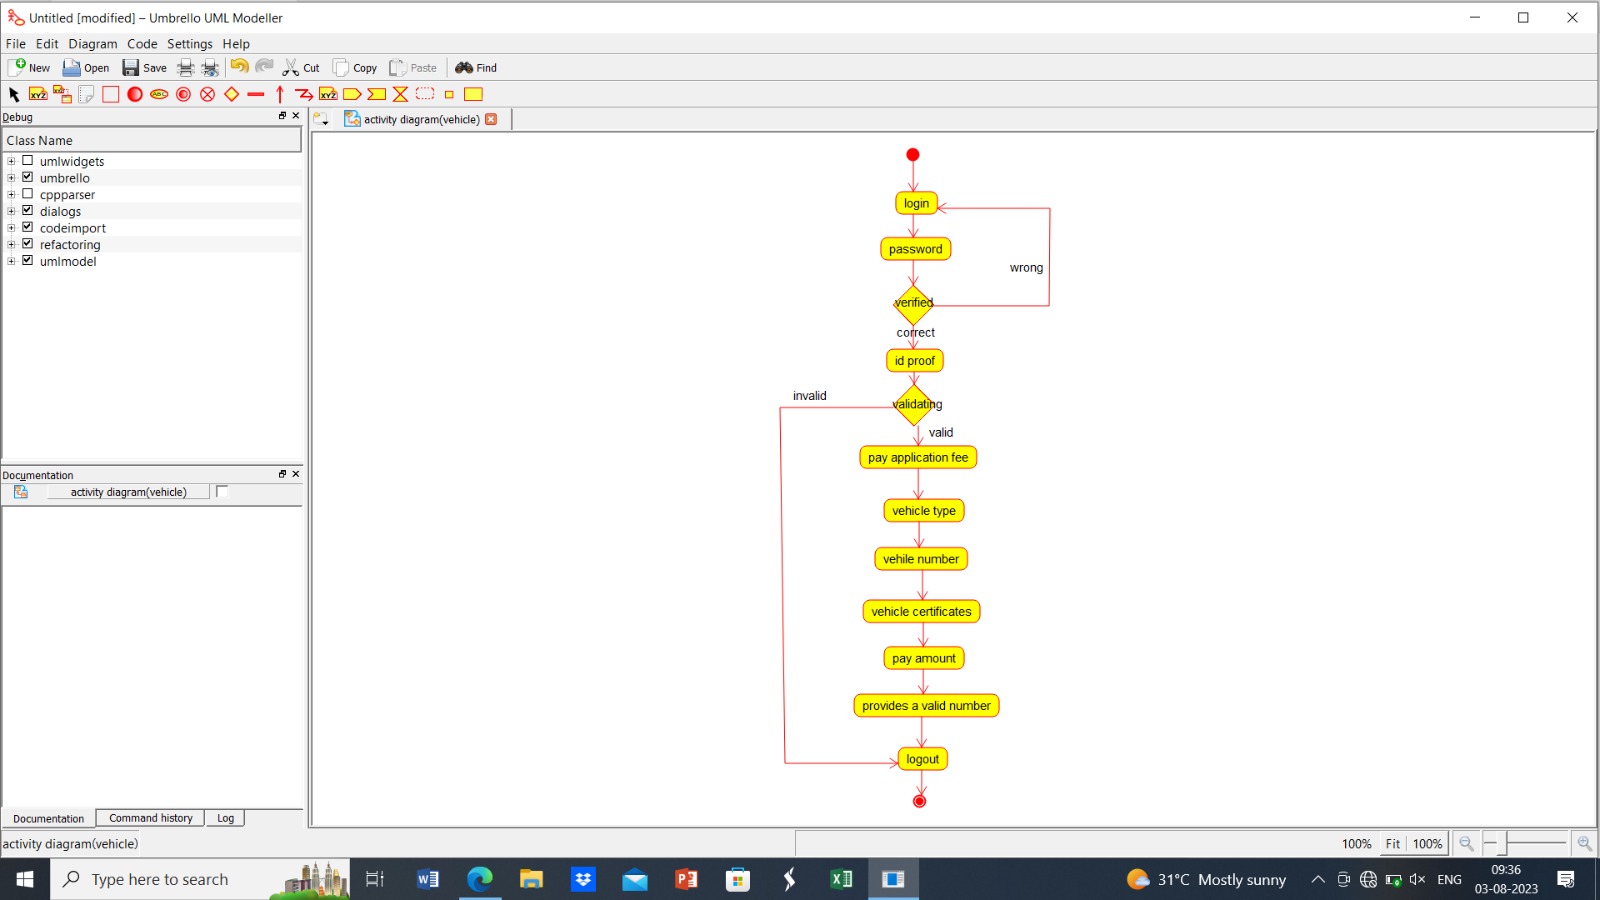 Untitled [modified] – Umbrello UML Modeller
File Edit Diagram Code Settings Help
New Open Save Cut Copy Paste Find
Debug
activity diagram(vehicle)
Class Name
umlwidgets
umbrello
cppparser
dialogs
codeimport
refactoring
umlmodel
login
password
wrong
verified
correct
id proof
invalid
validating
valid
pay application fee
vehicle type
vehile number
vehicle certificates
pay amount
provides a valid number
logout
Documentation
activity diagram(vehicle)
Documentation Command history Log
activity diagram(vehicle)
100% Fit 100%
Type here to search
31°C Mostly sunny
ENG
09:36
03-08-2023